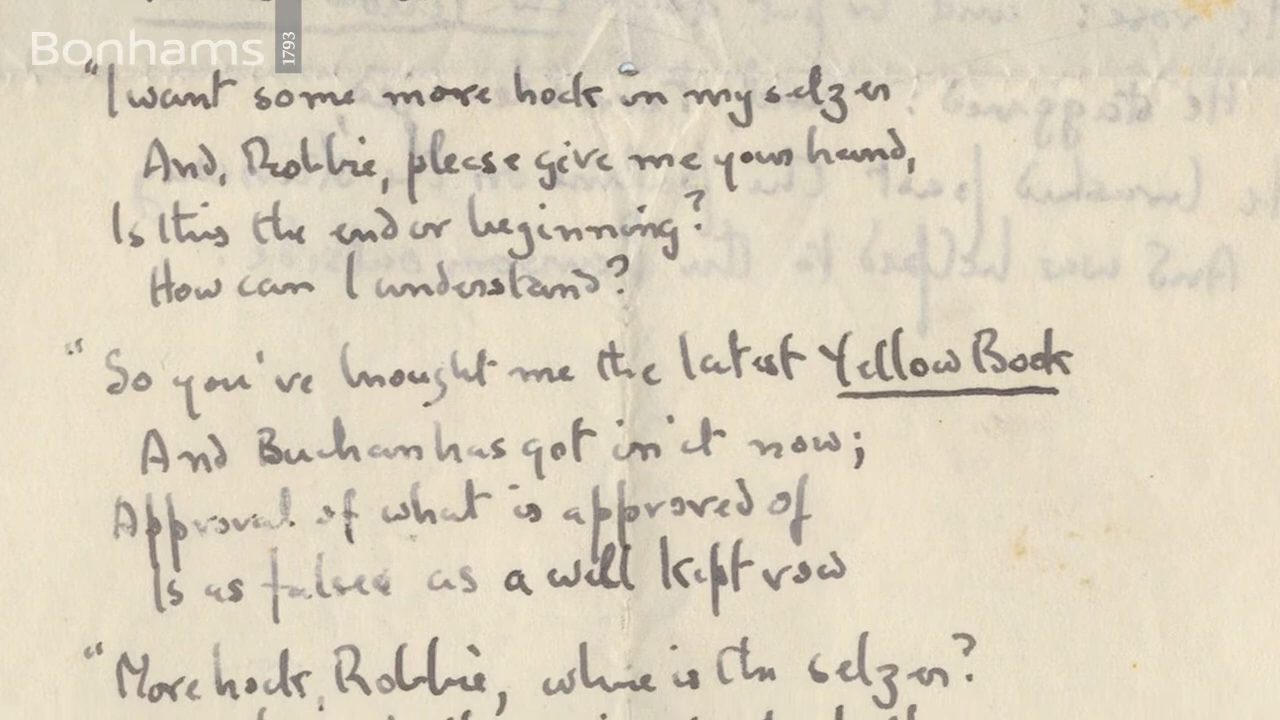 Bonhams 1793
“I want some more hock in my selzer
And, Robbie, please give me your hand,
Is this the end or beginning?
How can I understand?
“So you've brought me the latest Yellow Book
And Buchan has got in it now;
Approval of what is approved of
Is as false as a well kept vow
“More hock, Robbie, where is the selzer?